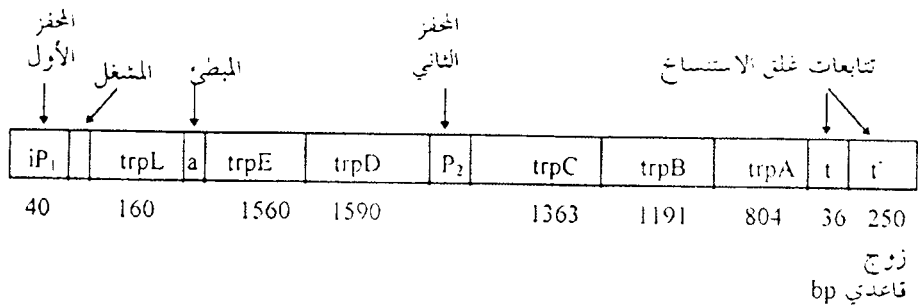 المحفز الأول
المشغل
المبطئ
المحفز الثاني
تتابعات غلق الاستنساخ
iP₁ trpL a trpE trpD P₂ trpC trpB trpA t t'
40 160 1560 1590 1363 1191 804 36 250
زوج
قاعدي bp